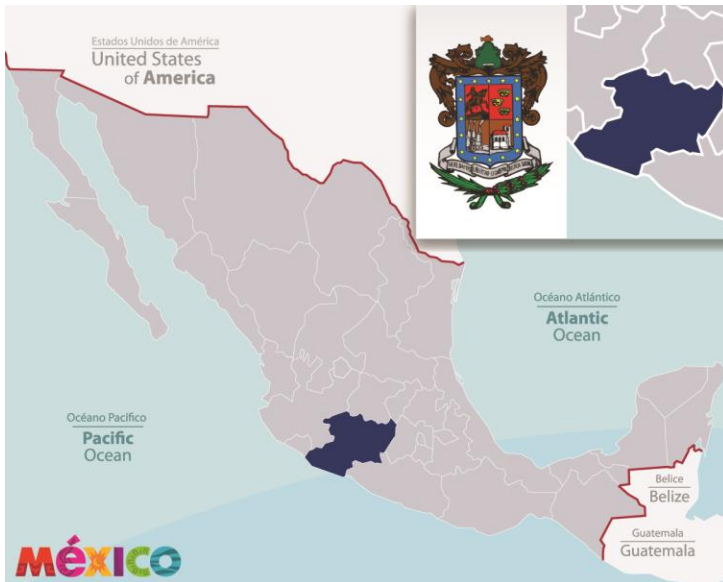 Estados Unidos de América
United States
of America
Océano Atlántico
Atlantic
Ocean
Océano Pacífico
Pacific
Ocean
Belice
Belize
Guatemala
Guatemala
MéXICO